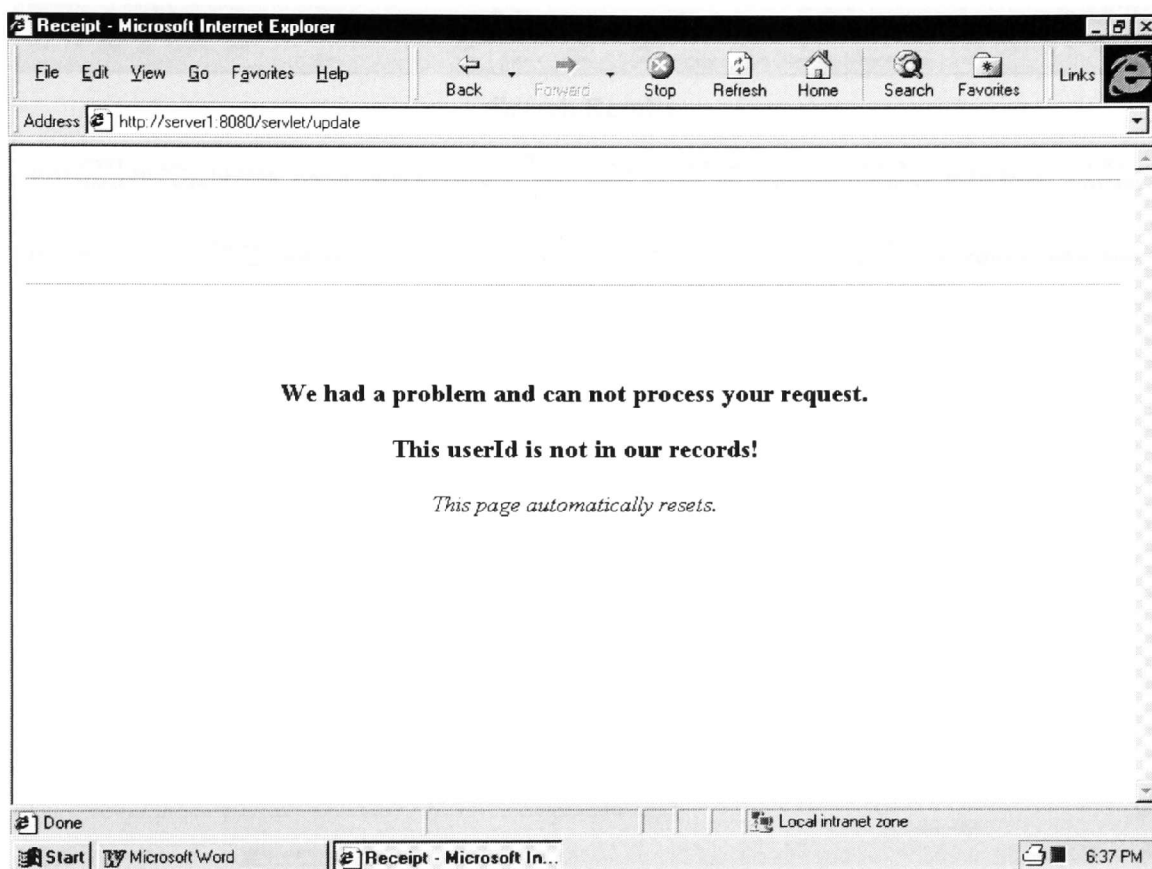 Receipt - Microsoft Internet Explorer
File Edit View Go Favorites Help
Back Forward Stop Refresh Home Search Favorites Links
Address http://server1:8080/servlet/update
We had a problem and can not process your request.
This userId is not in our records!
This page automatically resets.
Done Local intranet zone
Start Microsoft Word Receipt - Microsoft In... 6:37 PM